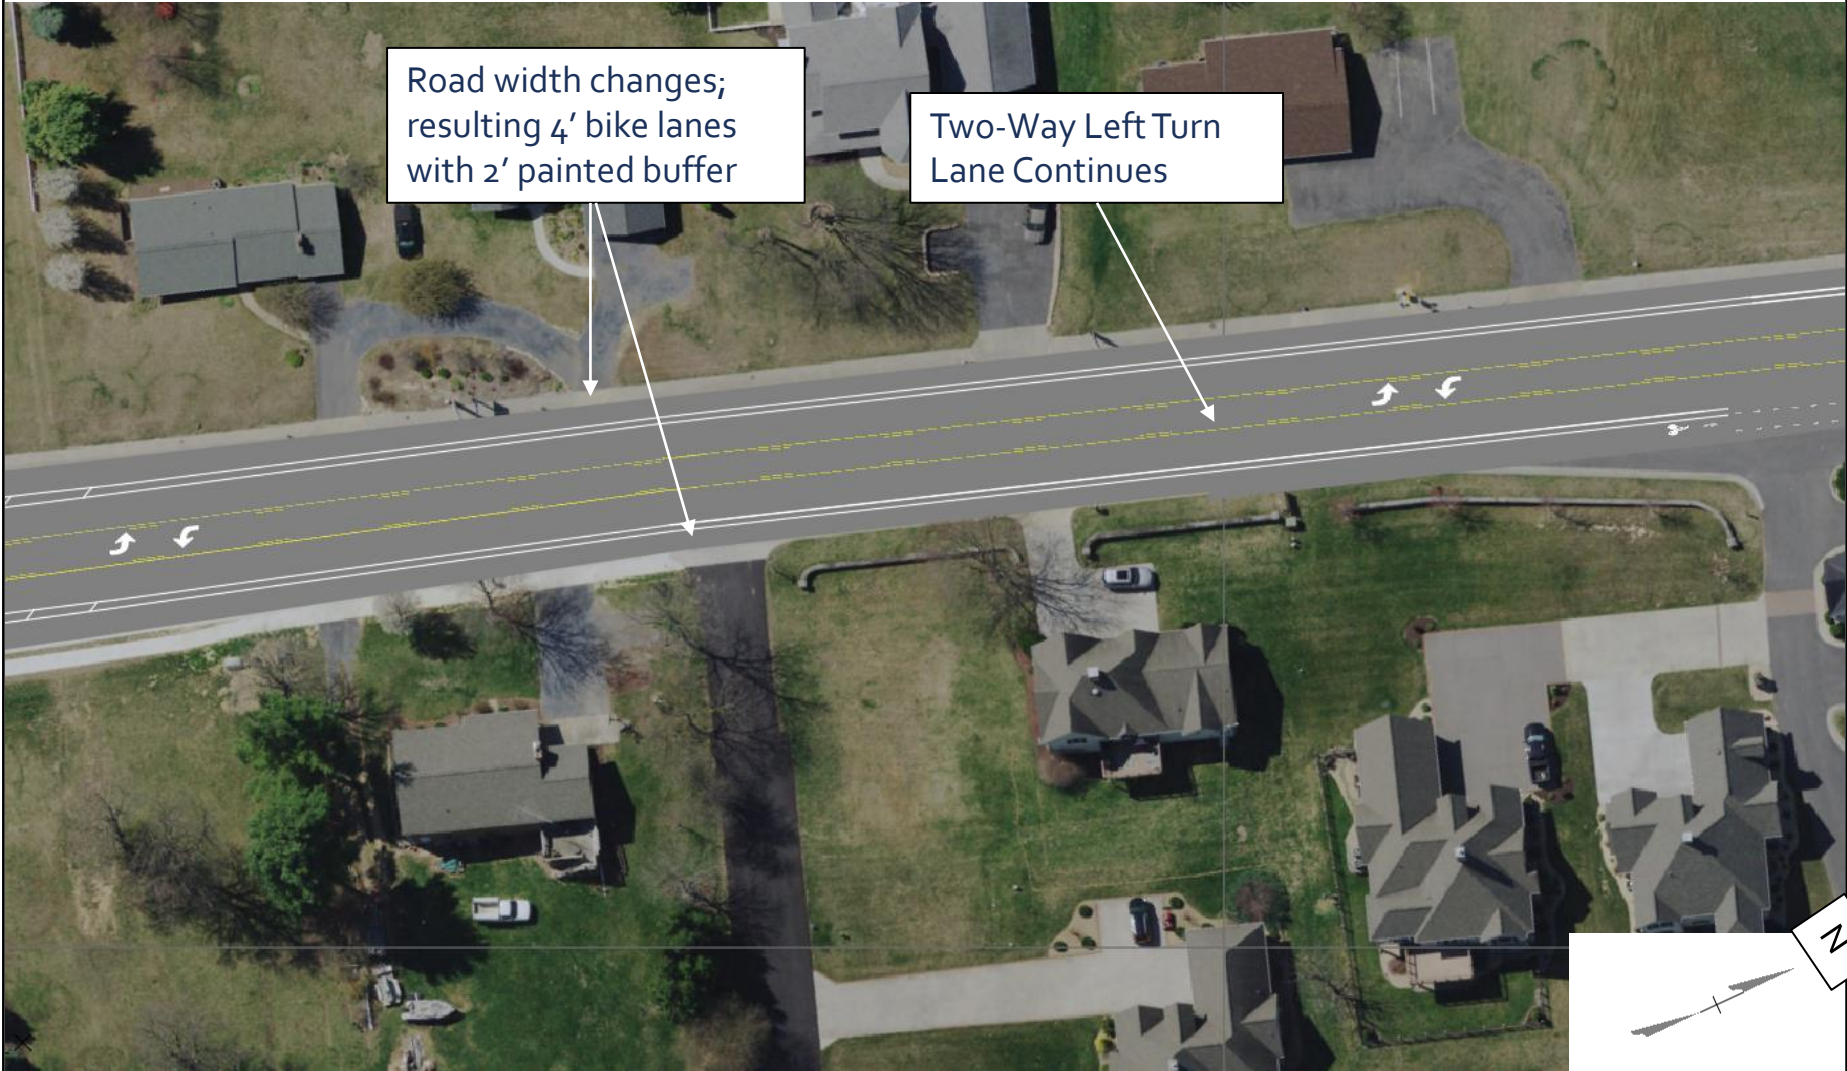 Road width changes;
resulting 4’ bike lanes
with 2’ painted buffer
Two-Way Left Turn
Lane Continues
N